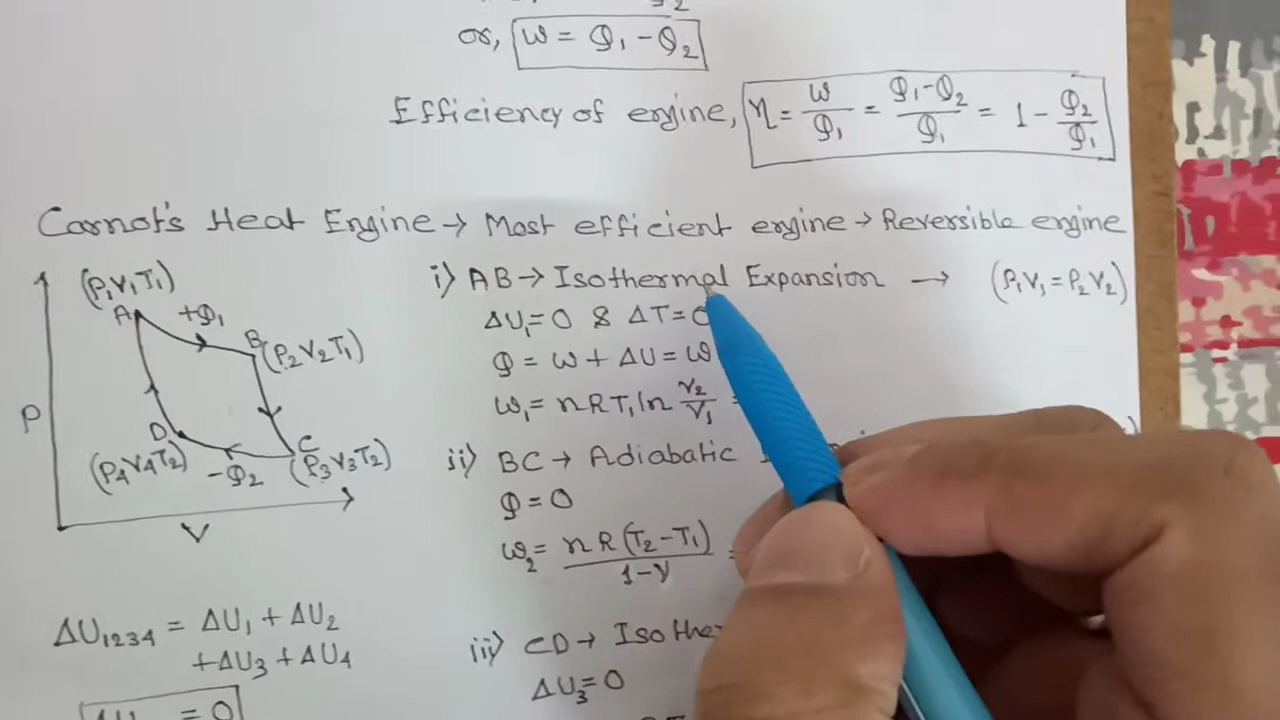 or, W = Q₁ - Q₂
Efficiency of engine, η = W/Q₁ = (Q₁-Q₂)/Q₁ = 1 - Q₂/Q₁
Carnot's Heat Engine → Most efficient engine → Reversible engine
(P₁V₁T₁)
A
+Q₁
B
(P₂V₂T₁)
P
D
C
(P₄V₄T₂)
-Q₂
(P₃V₃T₂)
V
i) AB → Isothermal Expansion → (P₁V₁ = P₂V₂)
ΔU₁ = 0 & ΔT = 0
Q = W + ΔU = W
W₁ = nRT₁ ln V₂/V₁ =
ii) BC → Adiabatic
Q = 0
W₂ = nR(T₂-T₁)/(1-γ) =
iii) CD →
ΔU₃ = 0
ΔU₁₂₃₄ = ΔU₁ + ΔU₂
+ΔU₃ + ΔU₄
= 0